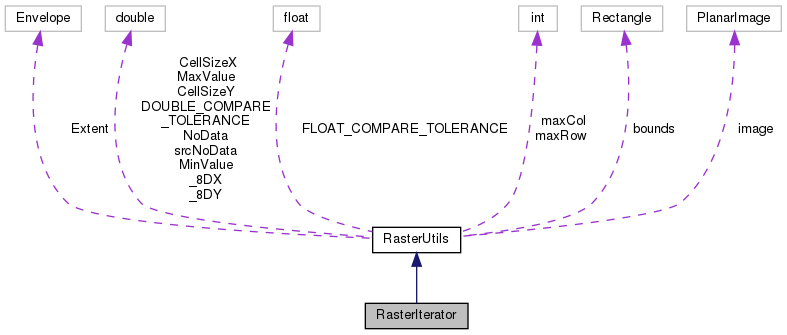 Envelope
double
float
int
Rectangle
PlanarImage
CellSizeX
MaxValue
CellSizeY
DOUBLE_COMPARE
_TOLERANCE
NoData
srcNoData
MinValue
_8DX
_8DY
Extent
FLOAT_COMPARE_TOLERANCE
maxCol
maxRow
bounds
image
RasterUtils
RasterIterator